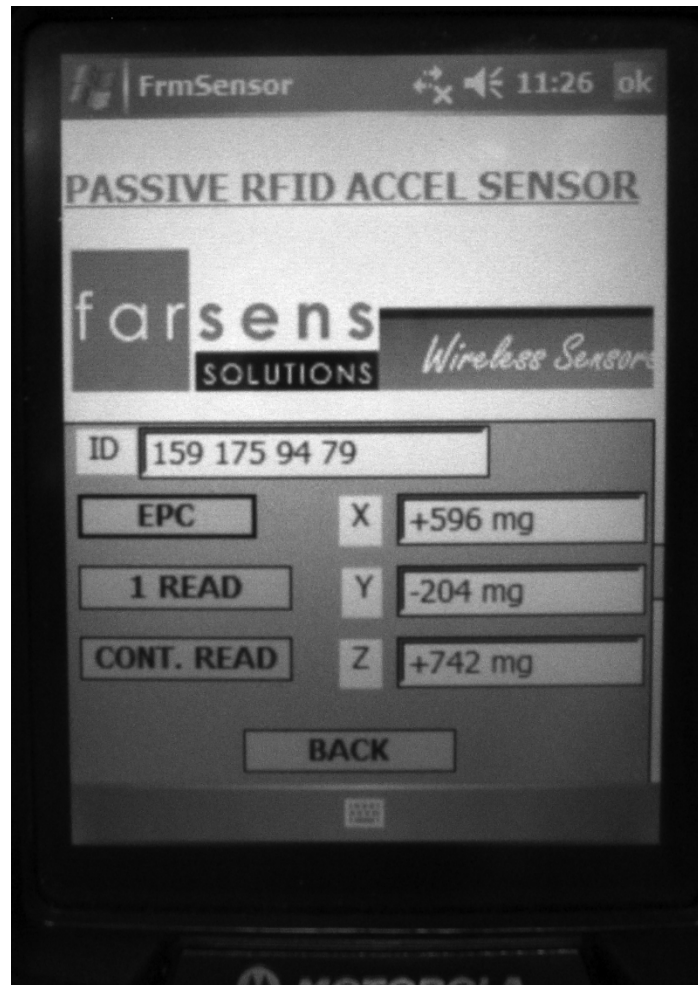 FrmSensor 11:26 ok
PASSIVE RFID ACCEL SENSOR
farsens
SOLUTIONS
Wireless Sensors
ID 159 175 94 79
EPC X +596 mg
1 READ Y -204 mg
CONT. READ Z +742 mg
BACK
MOTOROLA